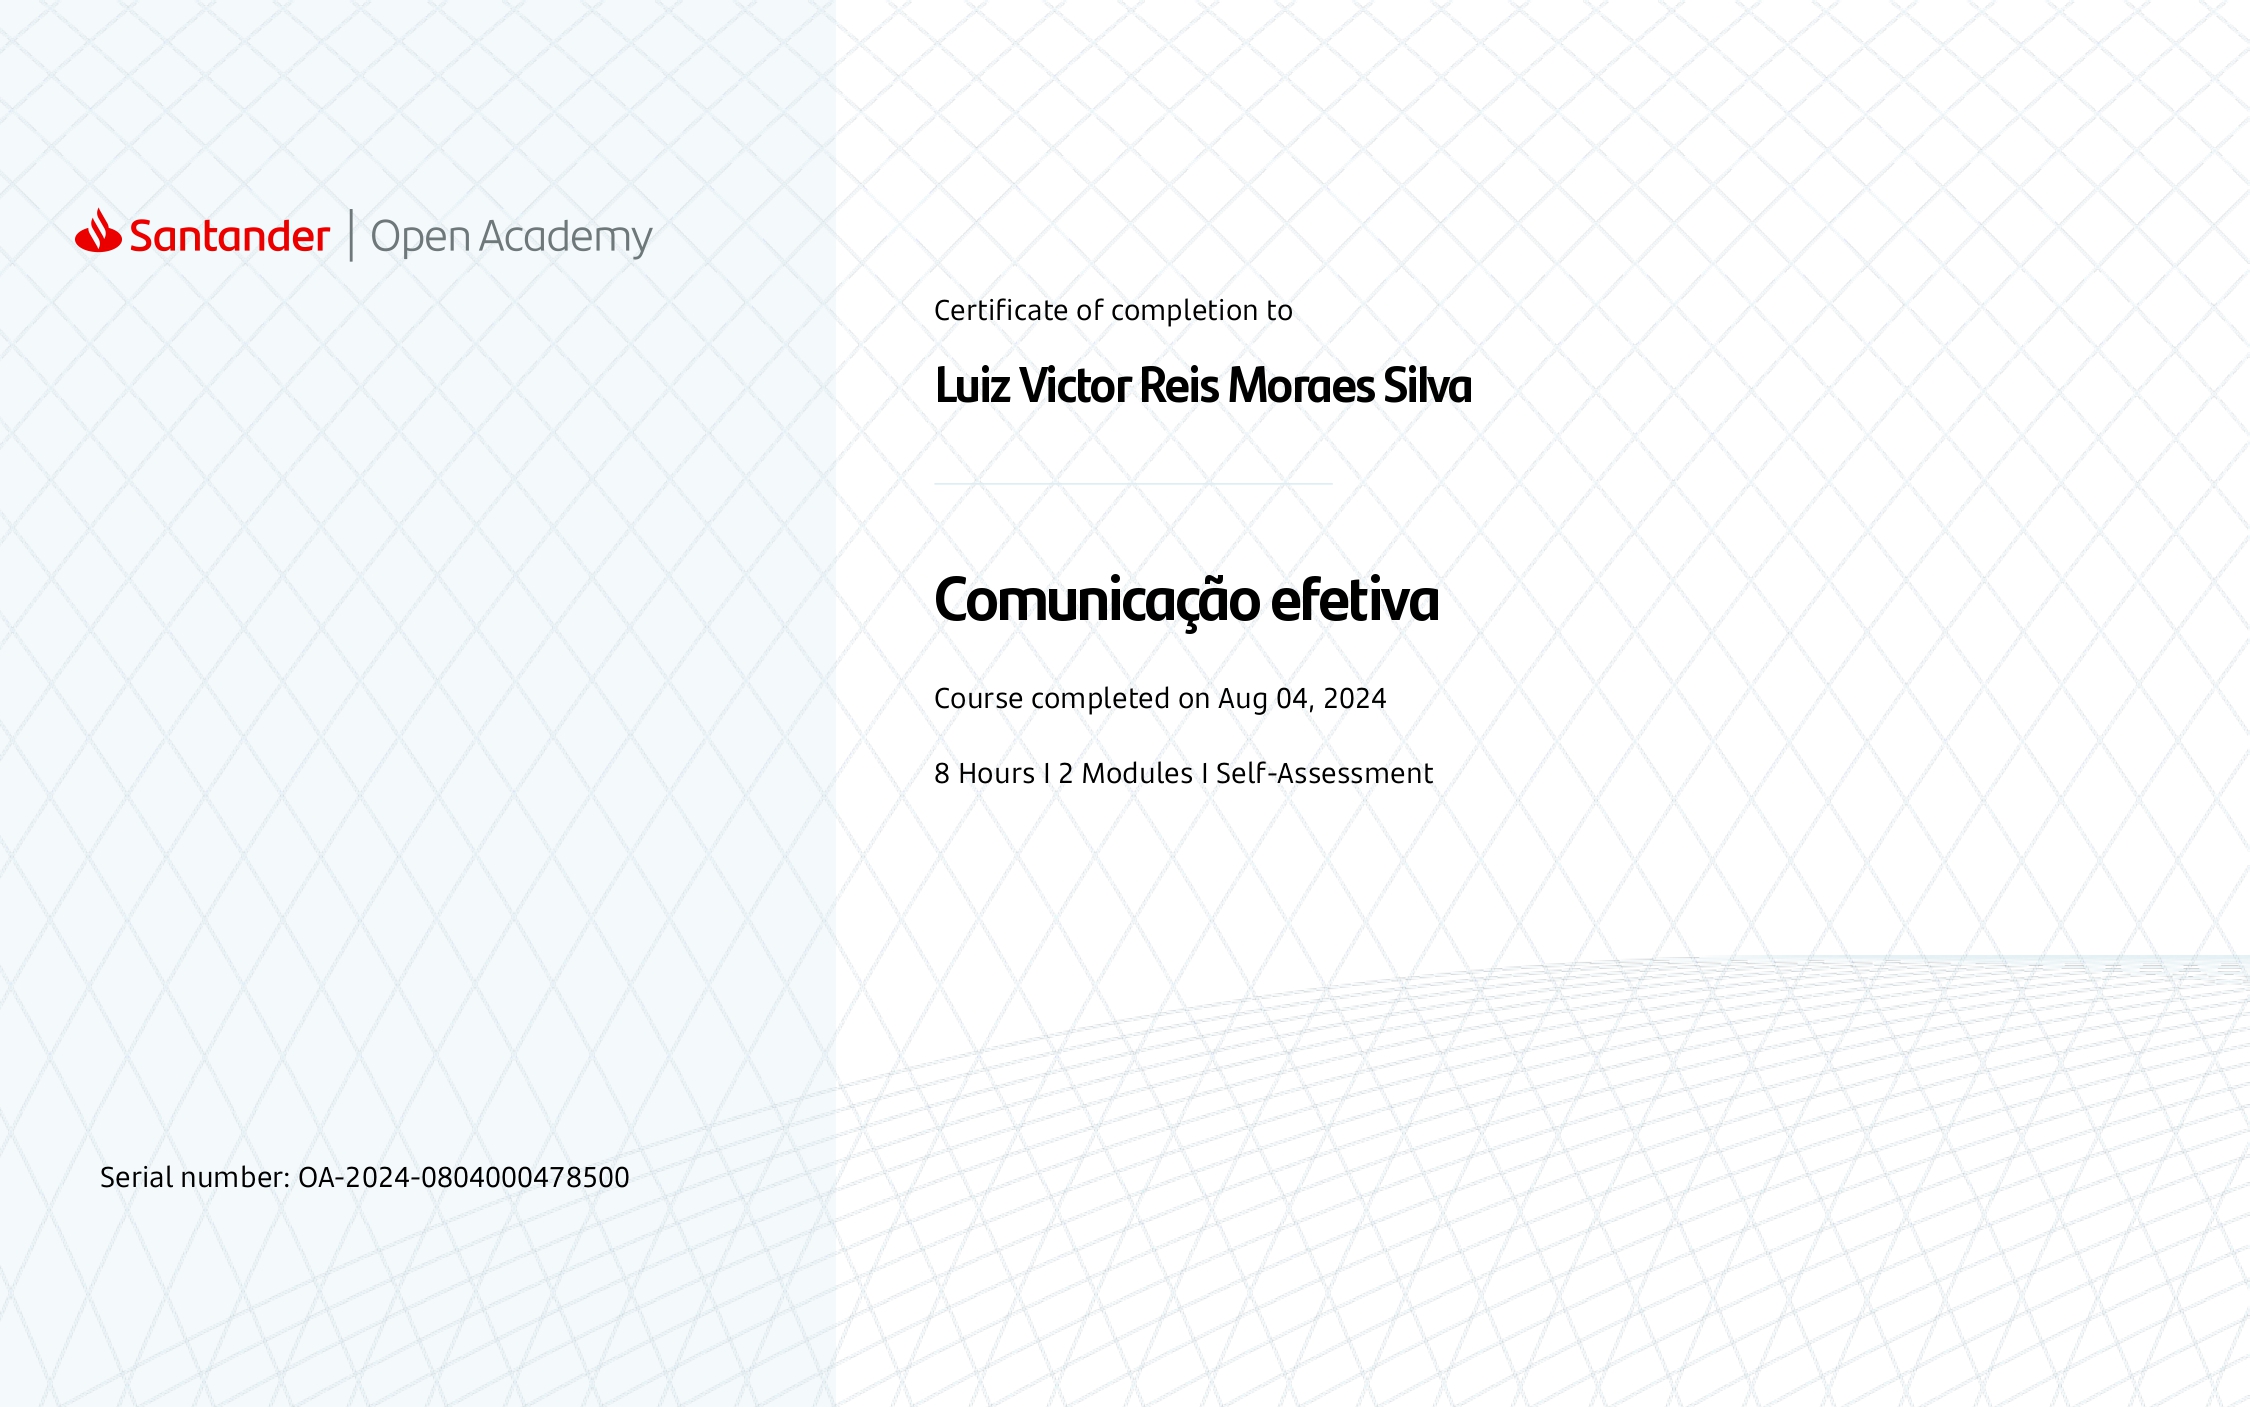 Santander | Open Academy
Certificate of completion to
Luiz Victor Reis Moraes Silva
Comunicação efetiva
Course completed on Aug 04, 2024
8 Hours I 2 Modules I Self-Assessment
Serial number: OA-2024-0804000478500